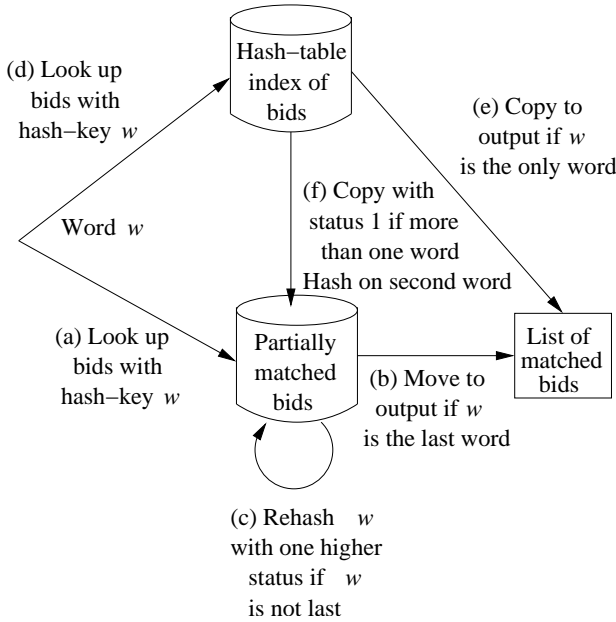 Hash−table
index of
bids
(d) Look up
bids with
hash−key w
(e) Copy to
output if w
is the only word
(f) Copy with
status 1 if more
than one word
Hash on second word
Word w
(a) Look up
bids with
hash−key w
Partially
matched
bids
List of
matched
bids
(b) Move to
output if w
is the last word
(c) Rehash w
with one higher
status if w
is not last